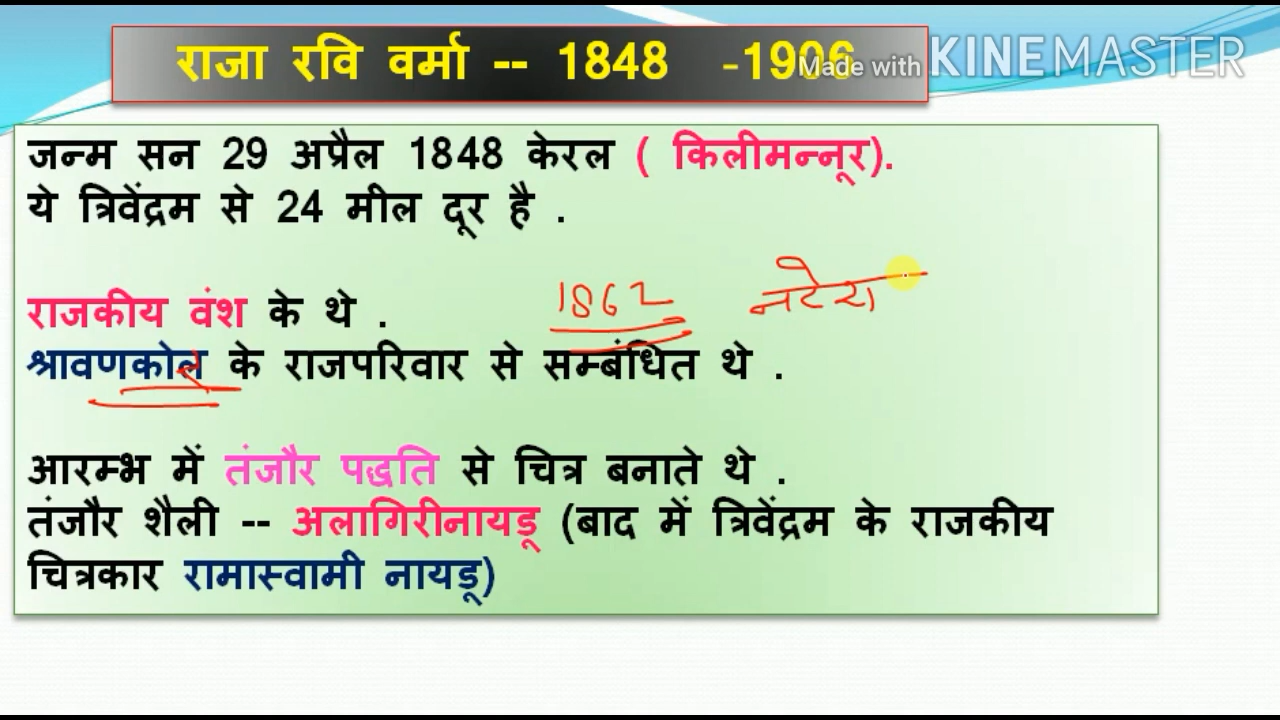 राजा रवि वर्मा -- 1848 -1906
Made with KINEMASTER
जन्म सन 29 अप्रैल 1848 केरल ( किलीमन्नूर).
ये त्रिवेंद्रम से 24 मील दूर है .
1862 नटेश
राजकीय वंश के थे .
श्रावणकोल के राजपरिवार से सम्बंधित थे .
आरम्भ में तंजौर पद्धति से चित्र बनाते थे .
तंजौर शैली -- अलागिरीनायडू (बाद में त्रिवेंद्रम के राजकीय
चित्रकार रामास्वामी नायडू)